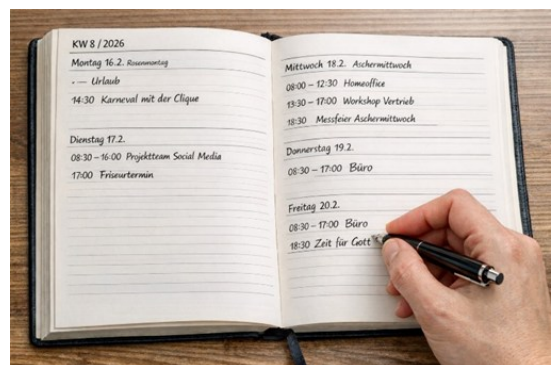 KW 8 / 2026
Montag 16.2. Rosenmontag
- — Urlaub
14:30 Karneval mit der Clique
Dienstag 17.2.
08:30 – 16:00 Projektteam Social Media
17:00 Friseurtermin
Mittwoch 18.2. Aschermittwoch
08:00 – 12:30 Homeoffice
13:30 – 17:00 Workshop Vertrieb
18:30 Messfeier Aschermittwoch
Donnerstag 19.2.
08:30 – 17:00 Büro
Freitag 20.2.
08:30 – 17:00 Büro
18:30 Zeit für Gott